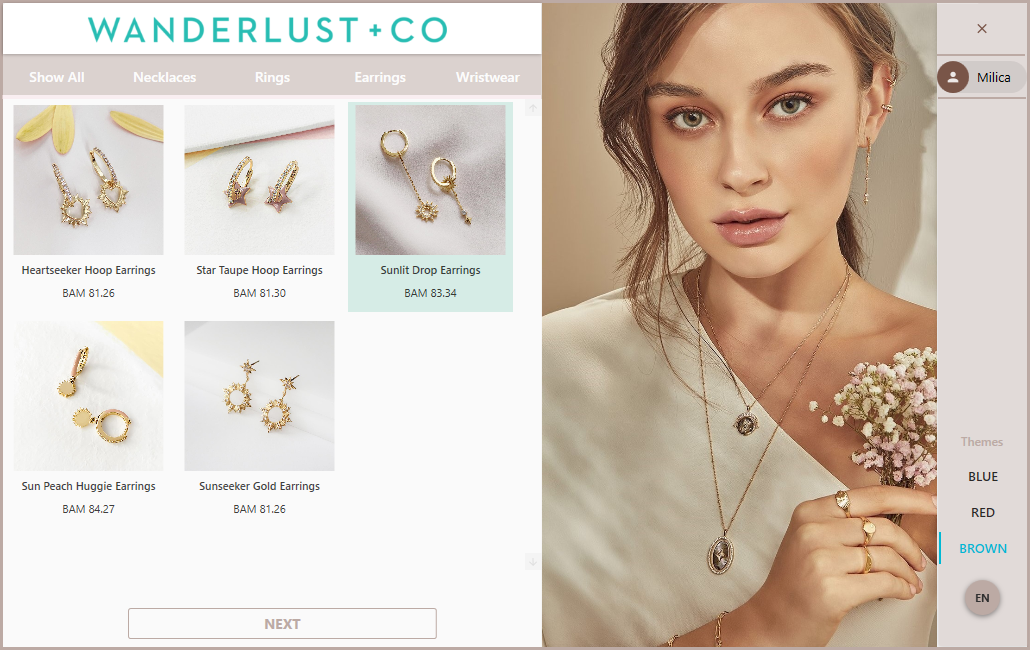 WANDERLUST + CO
Show All Necklaces Rings Earrings Wristwear
Heartseeker Hoop Earrings
BAM 81.26
Star Taupe Hoop Earrings
BAM 81.30
Sunlit Drop Earrings
BAM 83.34
Sun Peach Huggie Earrings
BAM 84.27
Sunseeker Gold Earrings
BAM 81.26
NEXT
Milica
Themes
BLUE
RED
BROWN
EN